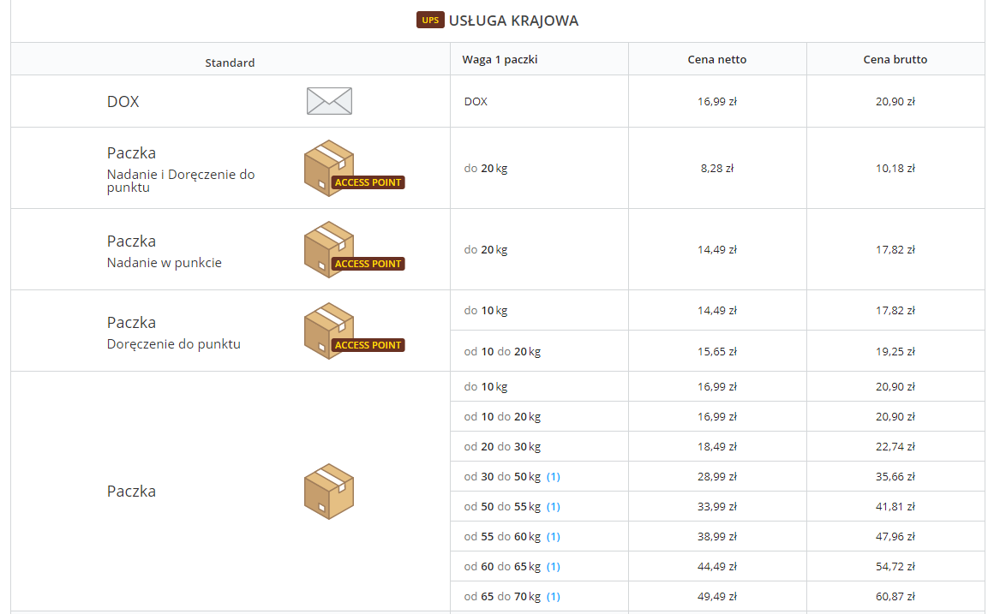 UPS USŁUGA KRAJOWA
Standard Waga 1 paczki Cena netto Cena brutto
DOX DOX 16,99 zł 20,90 zł
Paczka
Nadanie i Doręczenie do
punktu
ACCESS POINT
do 20 kg 8,28 zł 10,18 zł
Paczka
Nadanie w punkcie
ACCESS POINT
do 20 kg 14,49 zł 17,82 zł
Paczka
Doręczenie do punktu
ACCESS POINT
do 10 kg 14,49 zł 17,82 zł
od 10 do 20 kg 15,65 zł 19,25 zł
Paczka
do 10 kg 16,99 zł 20,90 zł
od 10 do 20 kg 16,99 zł 20,90 zł
od 20 do 30 kg 18,49 zł 22,74 zł
od 30 do 50 kg (1) 28,99 zł 35,66 zł
od 50 do 55 kg (1) 33,99 zł 41,81 zł
od 55 do 60 kg (1) 38,99 zł 47,96 zł
od 60 do 65 kg (1) 44,49 zł 54,72 zł
od 65 do 70 kg (1) 49,49 zł 60,87 zł